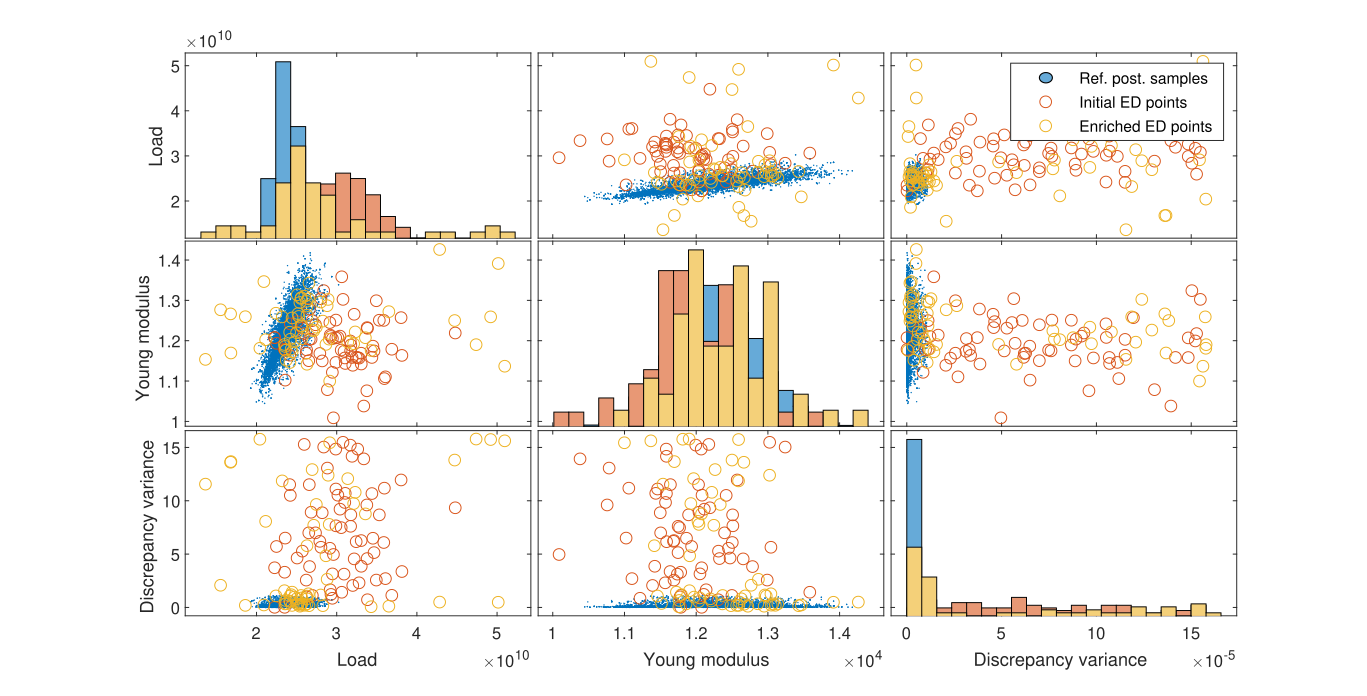 ×10^10
5
4
3
2
Load
Ref. post. samples
Initial ED points
Enriched ED points
1.4
1.3
1.2
1.1
1
Young modulus
15
10
5
0
Discrepancy variance
2 3 4 5
1 1.1 1.2 1.3 1.4
0 5 10 15
Load ×10^10
Young modulus ×10^4
Discrepancy variance ×10^-5